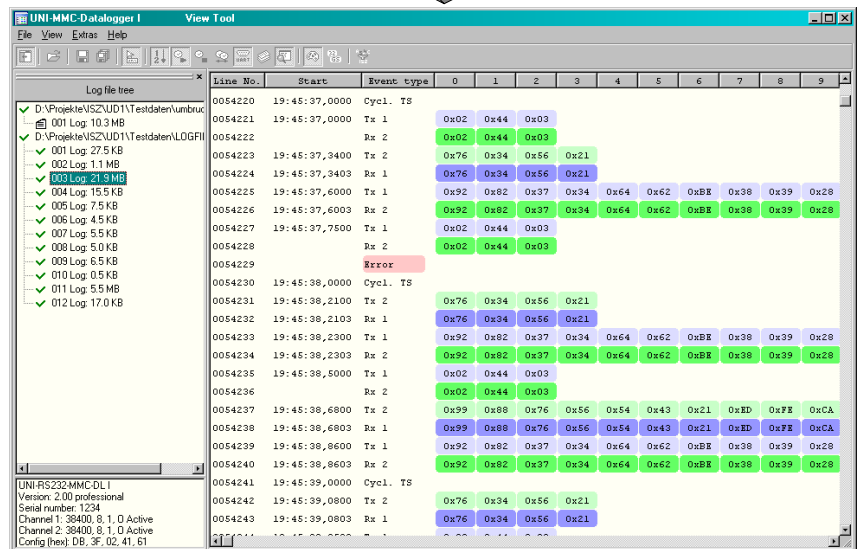 UNI-MMC-Datalogger I View Tool
File View Extras Help
Log file tree
D:\Projekte\ISZ\UD1\Testdaten\umbruc
001 Log: 10.3 MB
D:\Projekte\ISZ\UD1\Testdaten\LOGFII
001 Log: 27.5 KB
002 Log: 1.1 MB
003 Log: 21.9 MB
004 Log: 15.5 KB
005 Log: 7.5 KB
006 Log: 4.5 KB
007 Log: 5.5 KB
008 Log: 5.0 KB
009 Log: 6.5 KB
010 Log: 0.5 KB
011 Log: 5.5 KB
012 Log: 17.0 KB
UNI-RS232-MMC-DL I
Version: 2.00 professional
Serial number: 1234
Channel 1: 38400, 8, 1, O Active
Channel 2: 38400, 8, 1, O Active
Config (hex): DB, 3F, 02, 41, 61
Line No. Start Event type 0 1 2 3 4 5 6 7 8 9
0054220 19:45:37,0000 Cycl. TS
0054221 19:45:37,0000 Tx 1 0x02 0x44 0x03
0054222 Rx 2 0x02 0x44 0x03
0054223 19:45:37,3400 Tx 2 0x76 0x34 0x56 0x21
0054224 19:45:37,3403 Rx 1 0x76 0x34 0x56 0x21
0054225 19:45:37,6000 Tx 1 0x92 0x82 0x37 0x34 0x64 0x62 0xBE 0x38 0x39 0x28
0054226 19:45:37,6003 Rx 2 0x92 0x82 0x37 0x34 0x64 0x62 0xBE 0x38 0x39 0x28
0054227 19:45:37,7500 Tx 1 0x02 0x44 0x03
0054228 Rx 2 0x02 0x44 0x03
0054229 Error
0054230 19:45:38,0000 Cycl. TS
0054231 19:45:38,2100 Tx 2 0x76 0x34 0x56 0x21
0054232 19:45:38,2103 Rx 1 0x76 0x34 0x56 0x21
0054233 19:45:38,2300 Tx 1 0x92 0x82 0x37 0x34 0x64 0x62 0xBE 0x38 0x39 0x28
0054234 19:45:38,2303 Rx 2 0x92 0x82 0x37 0x34 0x64 0x62 0xBE 0x38 0x39 0x28
0054235 19:45:38,5000 Tx 1 0x02 0x44 0x03
0054236 Rx 2 0x02 0x44 0x03
0054237 19:45:38,6800 Tx 2 0x99 0x88 0x76 0x56 0x54 0x43 0x21 0xED 0xFE 0xCA
0054238 19:45:38,6803 Rx 1 0x99 0x88 0x76 0x56 0x54 0x43 0x21 0xED 0xFE 0xCA
0054239 19:45:38,8600 Tx 1 0x92 0x82 0x37 0x34 0x64 0x62 0xBE 0x38 0x39 0x28
0054240 19:45:38,8603 Rx 2 0x92 0x82 0x37 0x34 0x64 0x62 0xBE 0x38 0x39 0x28
0054241 19:45:39,0000 Cycl. TS
0054242 19:45:39,0800 Tx 2 0x76 0x34 0x56 0x21
0054243 19:45:39,0803 Rx 1 0x76 0x34 0x56 0x21